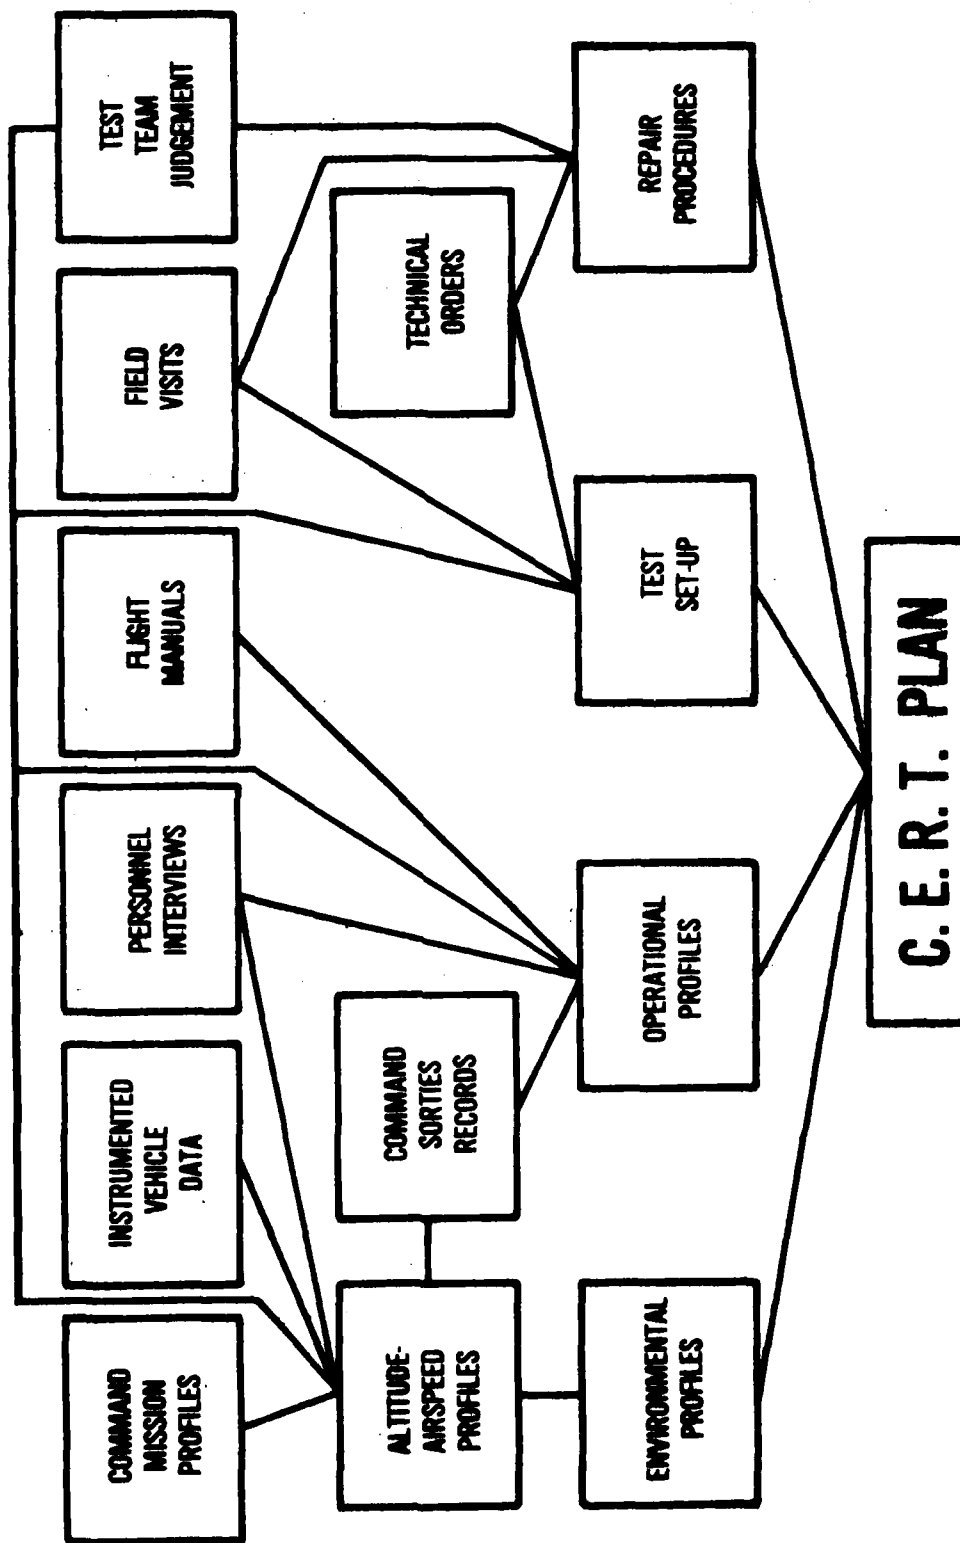 COMMAND
MISSION
PROFILES
INSTRUMENTED
VEHICLE
DATA
PERSONNEL
INTERVIEWS
FLIGHT
MANUALS
FIELD
VISITS
TEST
TEAM
JUDGEMENT
ALTITUDE-
AIRSPEED
PROFILES
COMMAND
SORTIES
RECORDS
TECHNICAL
ORDERS
ENVIRONMENTAL
PROFILES
OPERATIONAL
PROFILES
TEST
SET-UP
REPAIR
PROCEDURES
C. E. R. T. PLAN